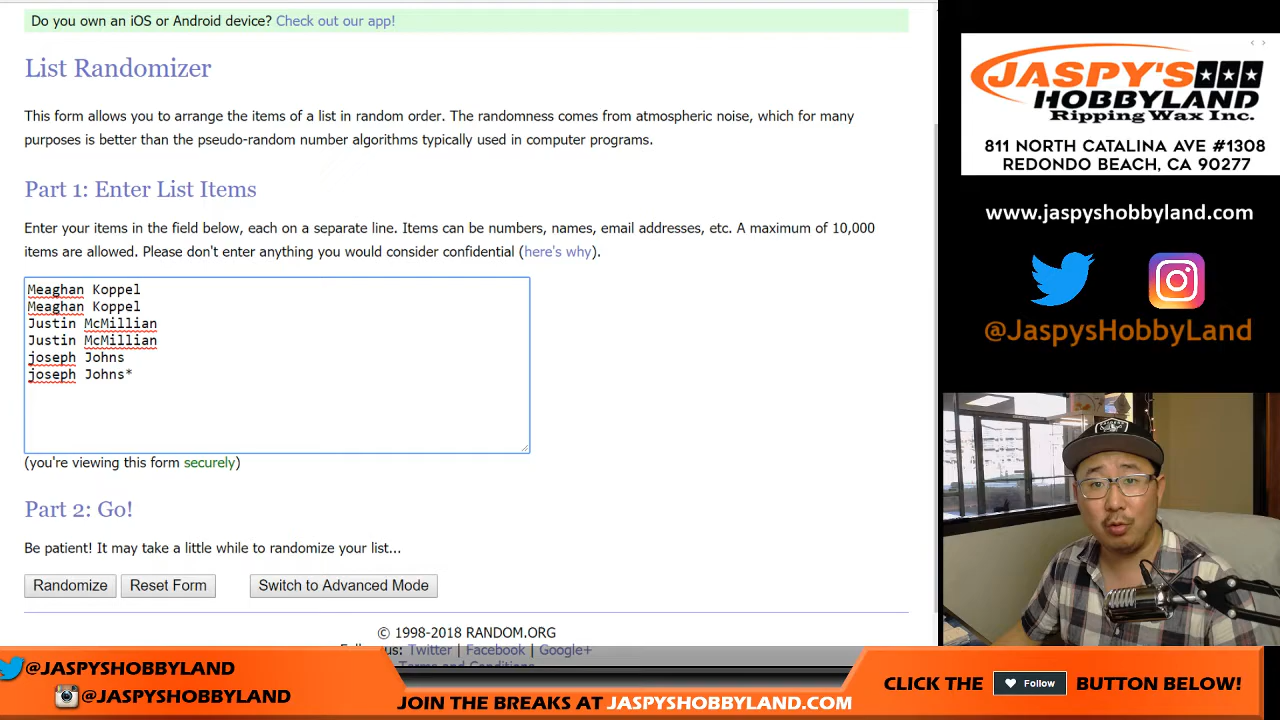 Do you own an iOS or Android device? Check out our app!
List Randomizer
This form allows you to arrange the items of a list in random order. The randomness comes from atmospheric noise, which for many
purposes is better than the pseudo-random number algorithms typically used in computer programs.
Part 1: Enter List Items
Enter your items in the field below, each on a separate line. Items can be numbers, names, email addresses, etc. A maximum of 10,000
items are allowed. Please don't enter anything you would consider confidential (here's why).
Meaghan Koppel
Meaghan Koppel
Justin McMillian
Justin McMillian
joseph Johns
joseph Johns*
(you're viewing this form securely)
Part 2: Go!
Be patient! It may take a little while to randomize your list...
Randomize Reset Form Switch to Advanced Mode
© 1998-2018 RANDOM.ORG
us: Twitter | Facebook | Google+
Terms and Conditions
JASPY'S
HOBBYLAND
Ripping Wax Inc.
811 NORTH CATALINA AVE #1308
REDONDO BEACH, CA 90277
www.jaspyshobbyland.com
@JaspysHobbyLand
@JASPYSHOBBYLAND
@JASPYSHOBBYLAND
JOIN THE BREAKS AT JASPYSHOBBYLAND.COM
CLICK THE Follow BUTTON BELOW!